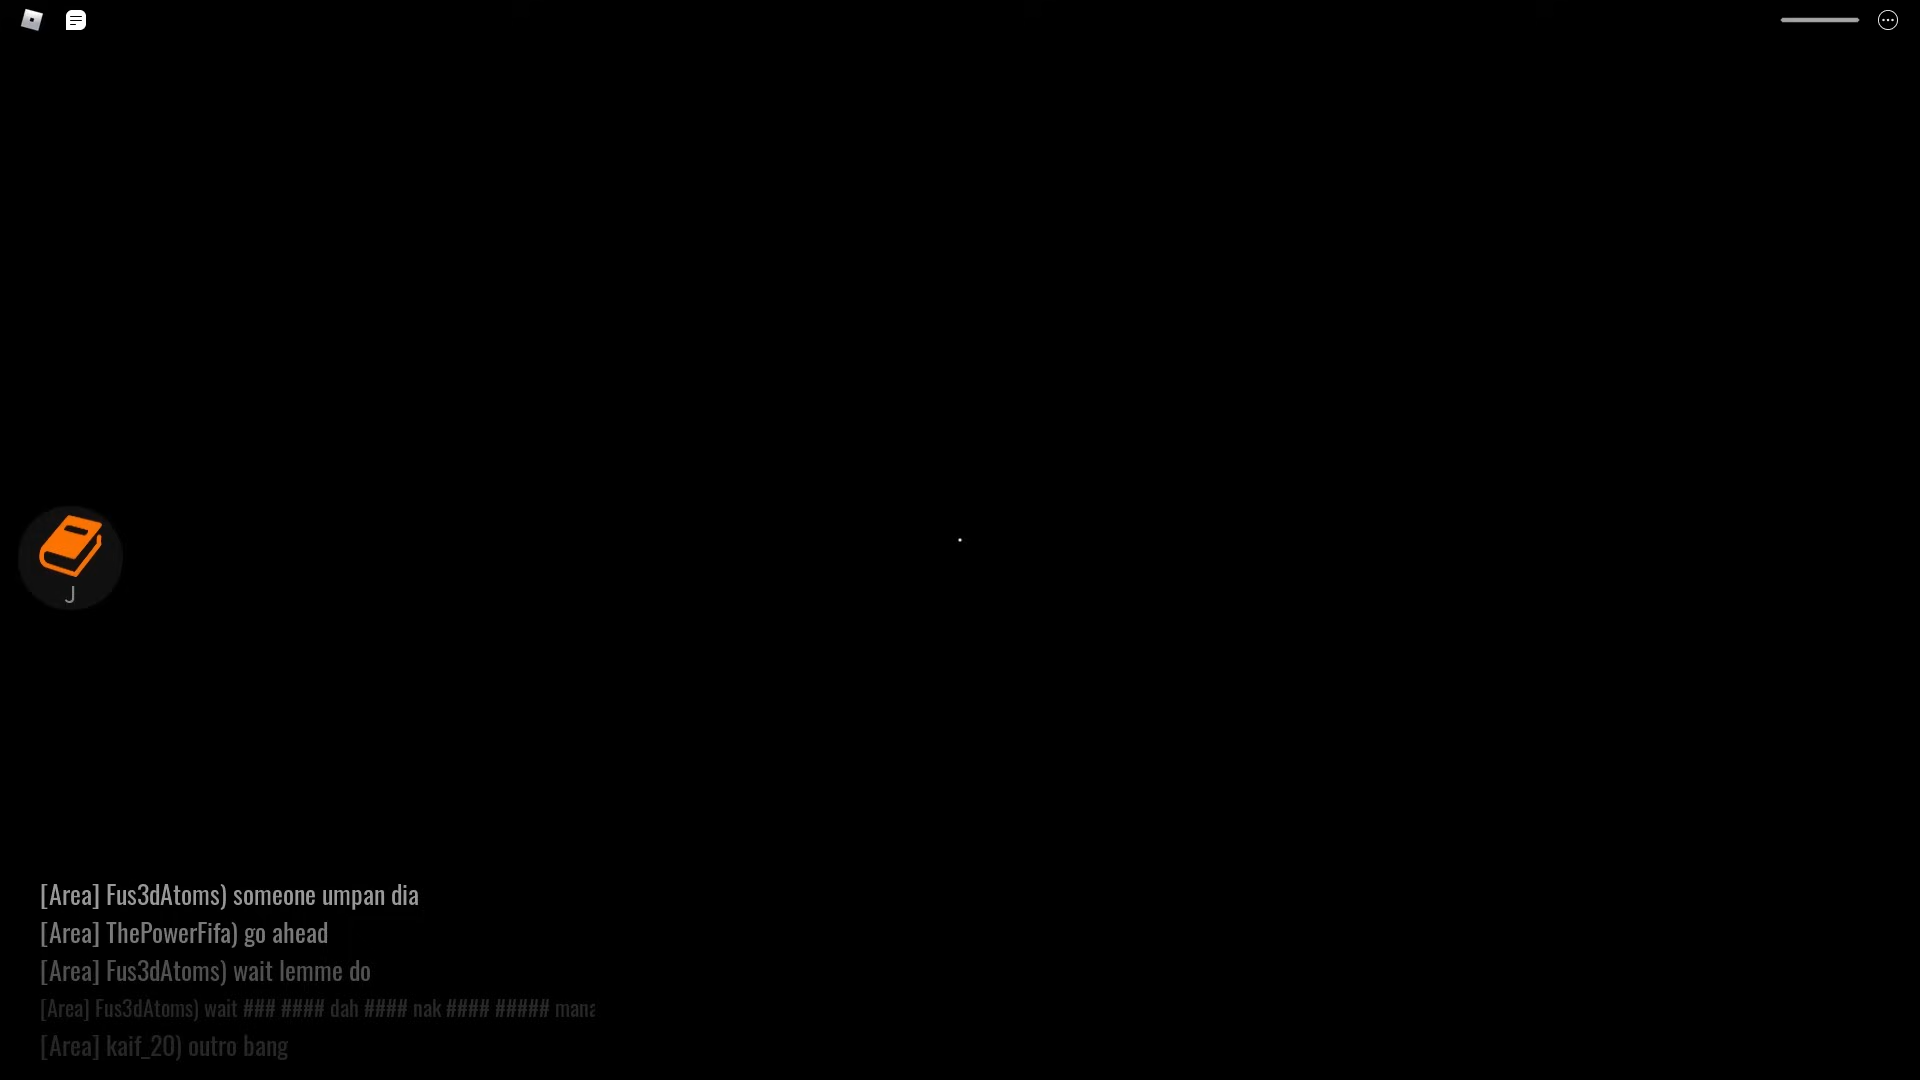 J
[Area] Fus3dAtoms) someone umpan dia
[Area] ThePowerFifa) go ahead
[Area] Fus3dAtoms) wait lemme do
[Area] Fus3dAtoms) wait ### #### dah #### nak #### ##### mana
[Area] kaif_20) outro bang